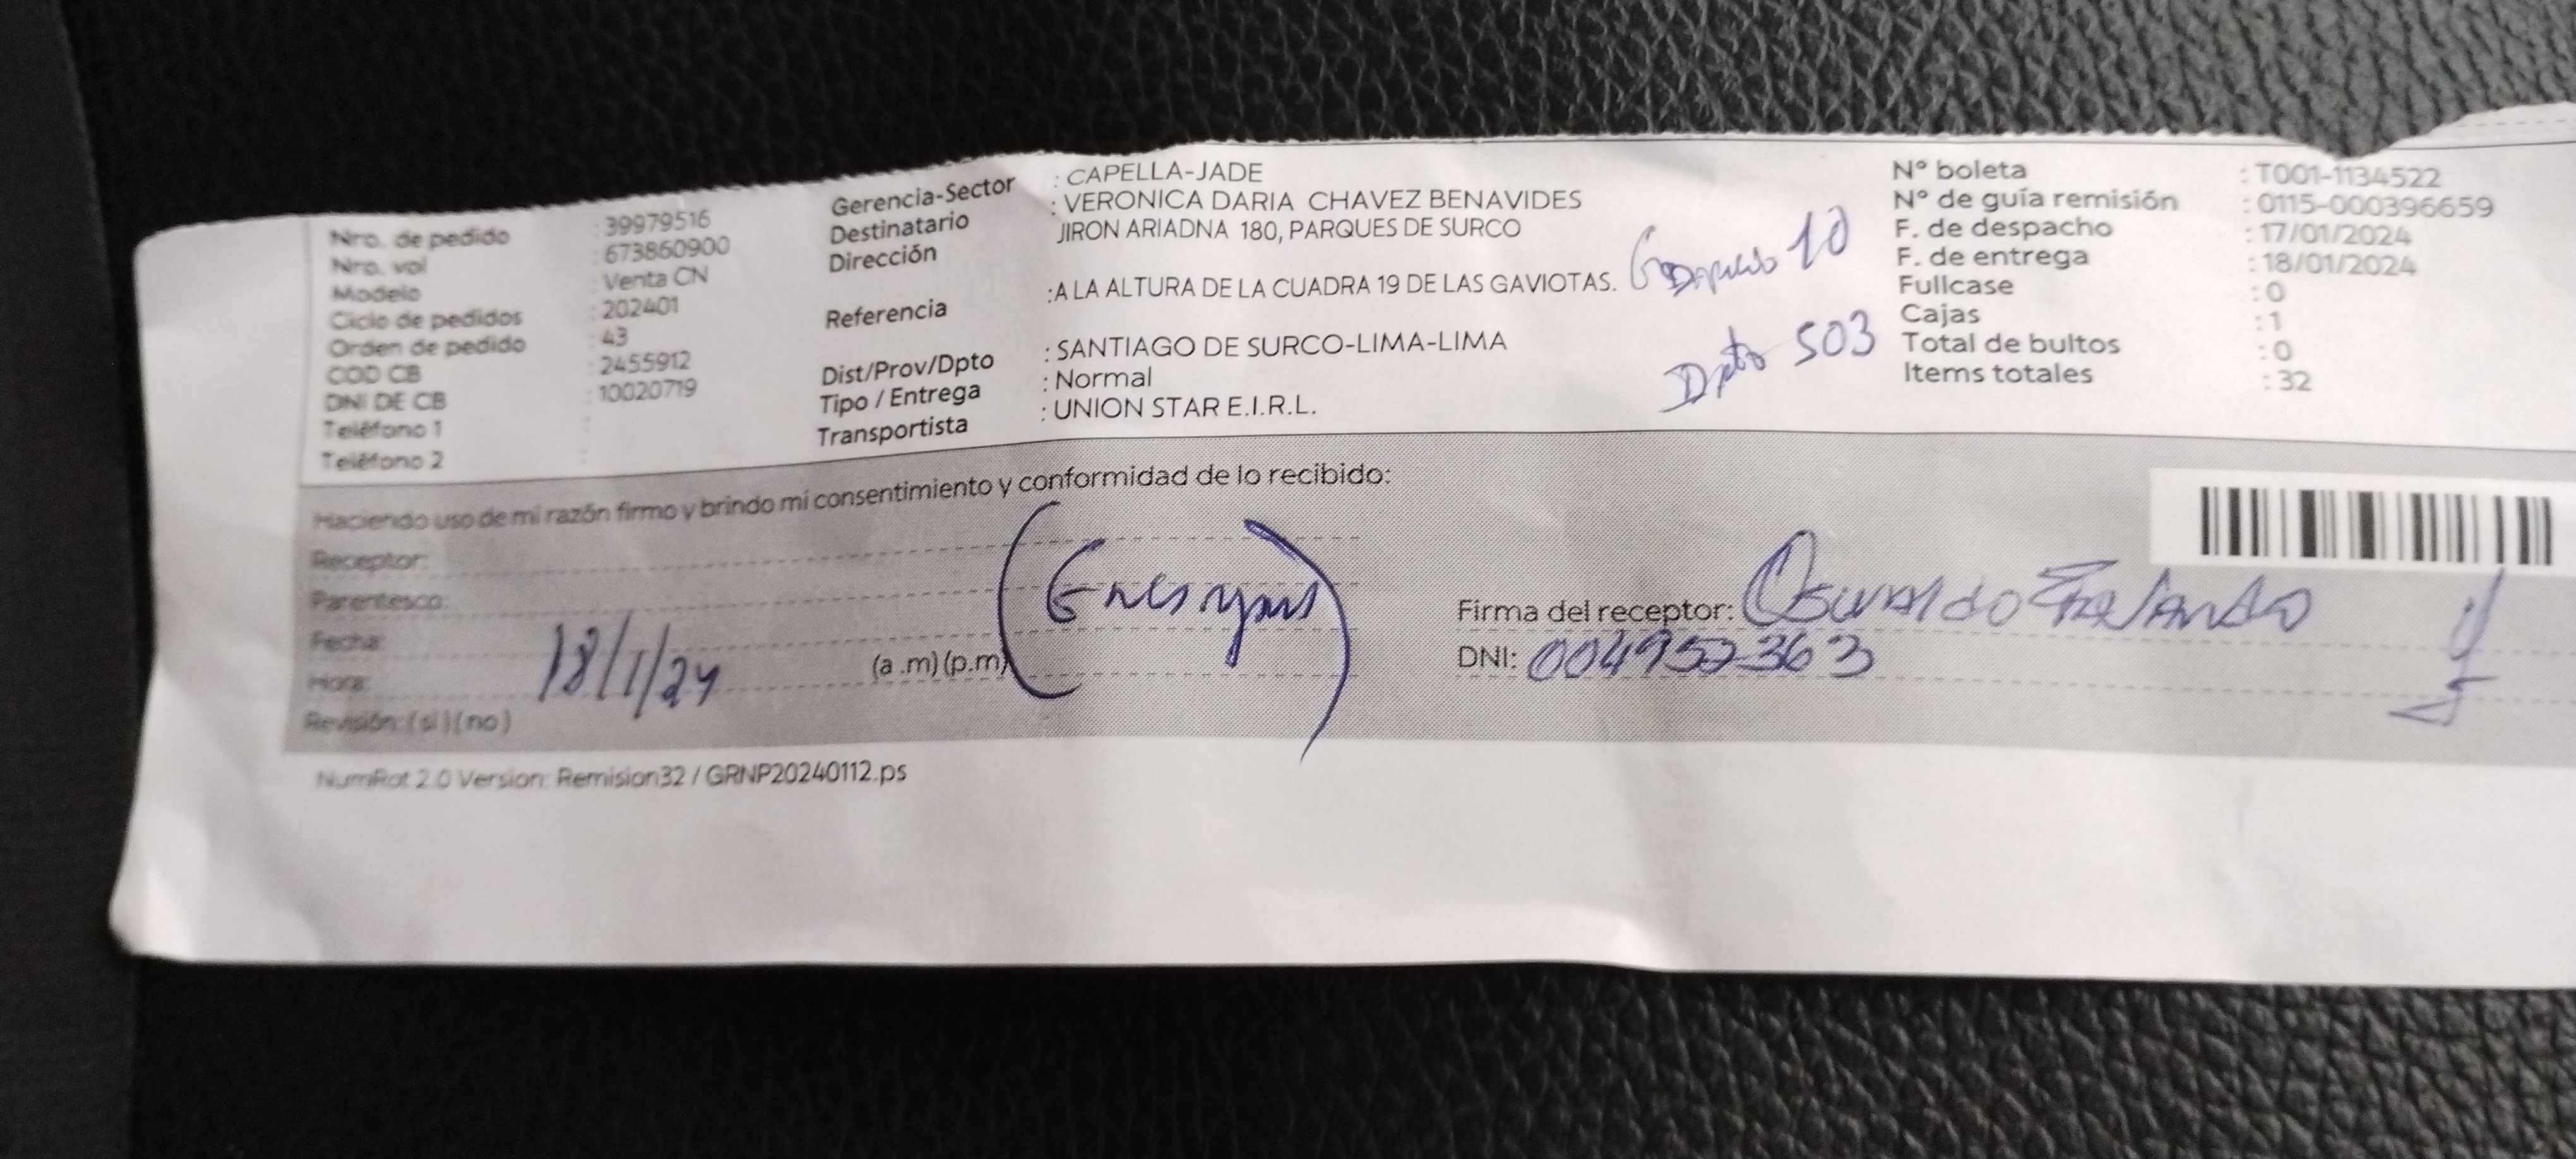 Nro. de pedido : 39979516
Nro. vol : 673860900
Modelo : Venta CN
Ciclo de pedidos : 202401
Orden de pedido : 43
COD CB : 2455912
DNI DE CB : 10020719
Teléfono 1 :
Teléfono 2 :
Gerencia-Sector : CAPELLA-JADE
Destinatario : VERONICA DARIA CHAVEZ BENAVIDES
Dirección JIRON ARIADNA 180, PARQUES DE SURCO
Referencia :A LA ALTURA DE LA CUADRA 19 DE LAS GAVIOTAS.
Dist/Prov/Dpto : SANTIAGO DE SURCO-LIMA-LIMA
Tipo / Entrega : Normal
Transportista : UNION STAR E.I.R.L.
10
Dpto 503
N° boleta : T001-1134522
N° de guía remisión : 0115-000396659
F. de despacho : 17/01/2024
F. de entrega : 18/01/2024
Fullcase : 0
Cajas : 1
Total de bultos : 0
Items totales : 32
Haciendo uso de mi razón firmo y brindo mi consentimiento y conformidad de lo recibido:
Receptor:
Parentesco:
Fecha:
Hora: 18/1/24 (a .m) (p.m)
Revisión: ( si ) ( no )
Firma del receptor: Oswaldo
DNI: 004957363
NumRot 2.0 Version: Remision32 / GRNP20240112.ps